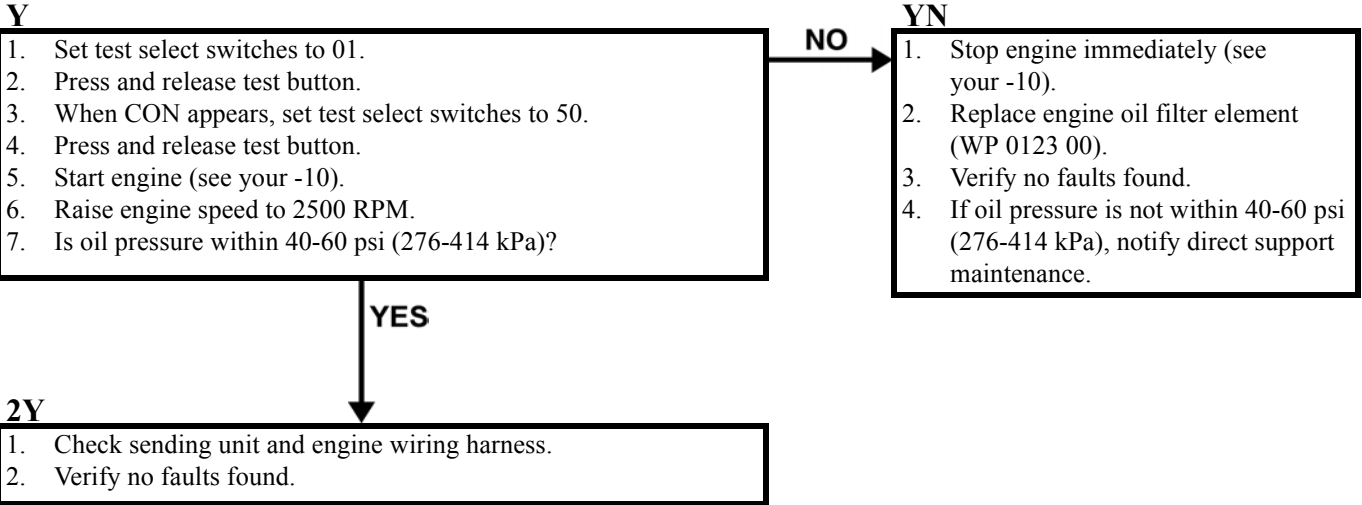 Y
1. Set test select switches to 01.
2. Press and release test button.
3. When CON appears, set test select switches to 50.
4. Press and release test button.
5. Start engine (see your -10).
6. Raise engine speed to 2500 RPM.
7. Is oil pressure within 40-60 psi (276-414 kPa)?
NO
YN
1. Stop engine immediately (see
your -10).
2. Replace engine oil filter element
(WP 0123 00).
3. Verify no faults found.
4. If oil pressure is not within 40-60 psi
(276-414 kPa), notify direct support
maintenance.
YES
2Y
1. Check sending unit and engine wiring harness.
2. Verify no faults found.